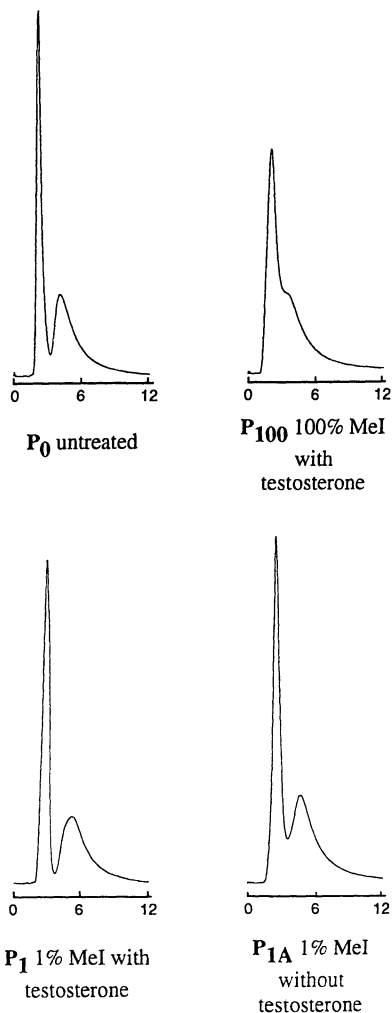 0 6 12
P0 untreated
0 6 12
P100 100% MeI
with
testosterone
0 6 12
P1 1% MeI with
testosterone
0 6 12
P1A 1% MeI
without
testosterone